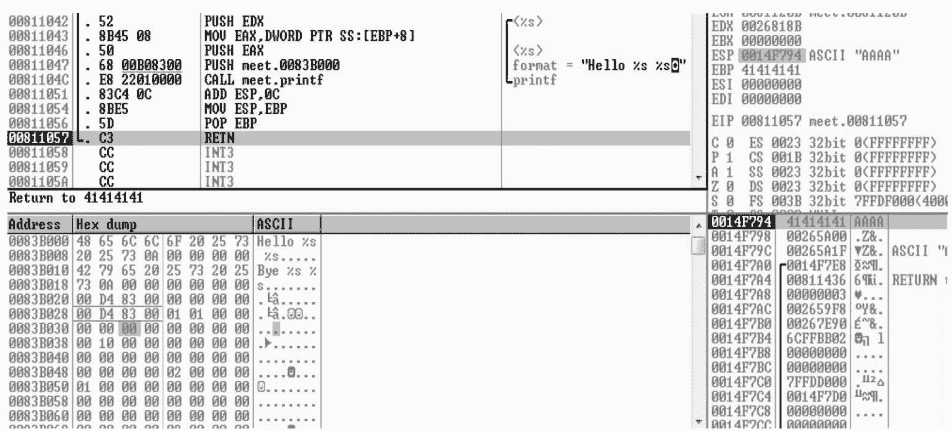 00811042 . 52 PUSH EDX <%s>
00811043 . 8B45 08 MOV EAX,DWORD PTR SS:[EBP+8]
00811046 . 50 PUSH EAX <%s>
00811047 . 68 00B08300 PUSH meet.0083B000 format = "Hello %s %s◙"
0081104C . E8 22010000 CALL meet.printf printf
00811051 . 83C4 0C ADD ESP,0C
00811054 . 8BE5 MOV ESP,EBP
00811056 . 5D POP EBP
00811057 . C3 RETN
00811058 CC INT3
00811059 CC INT3
0081105A CC INT3
Return to 41414141
EDX 0026818B
EBX 00000000
ESP 0014F794 ASCII "AAAA"
EBP 41414141
ESI 00000000
EDI 00000000
EIP 00811057 meet.00811057
C 0 ES 0023 32bit 0(FFFFFFFF)
P 1 CS 001B 32bit 0(FFFFFFFF)
A 1 SS 0023 32bit 0(FFFFFFFF)
Z 0 DS 0023 32bit 0(FFFFFFFF)
S 0 FS 003B 32bit 7FFDF000(4000
Address Hex dump ASCII
0083B000 48 65 6C 6C 6F 20 25 73 Hello %s
0083B008 20 25 73 0A 00 00 00 00 %s.....
0083B010 42 79 65 20 25 73 20 25 Bye %s %
0083B018 73 0A 00 00 00 00 00 00 s.......
0083B020 00 D4 83 00 00 00 00 00 .╘â.....
0083B028 00 D4 83 00 01 01 00 00 .╘â.☺☺..
0083B030 00 00 00 00 00 00 00 00 ........
0083B038 00 10 00 00 00 00 00 00 .►......
0083B040 00 00 00 00 00 00 00 00 ........
0083B048 00 00 00 00 02 00 00 00 ....☻...
0083B050 01 00 00 00 00 00 00 00 ☺.......
0083B058 00 00 00 00 00 00 00 00 ........
0083B060 00 00 00 00 00 00 00 00 ........
0014F794 41414141 AAAA
0014F798 00265A00 .Z&.
0014F79C 00265A1F ▼Z&. ASCII
0014F7A0 0014F7E8
0014F7A4 00811436 6¶ü. RETURN
0014F7A8 00000003 ♥...
0014F7AC 002659F8 °Y&.
0014F7B0 00267E90 É~&.
0014F7B4 6CFFBB02
0014F7B8 00000000 ....
0014F7BC 00000000 ....
0014F7C0 7FFDD000
0014F7C4 0014F7D0
0014F7C8 00000000 ....
0014F7CC 00000000